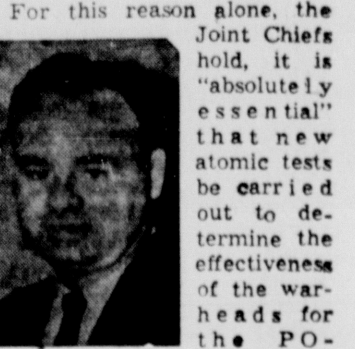 For this reason alone, the
Joint Chiefs
hold, it is
"absolutely
essential"
that new
atomic tests
be carried
out to de-
termine the
effectiveness
of the war-
heads for
the PO-